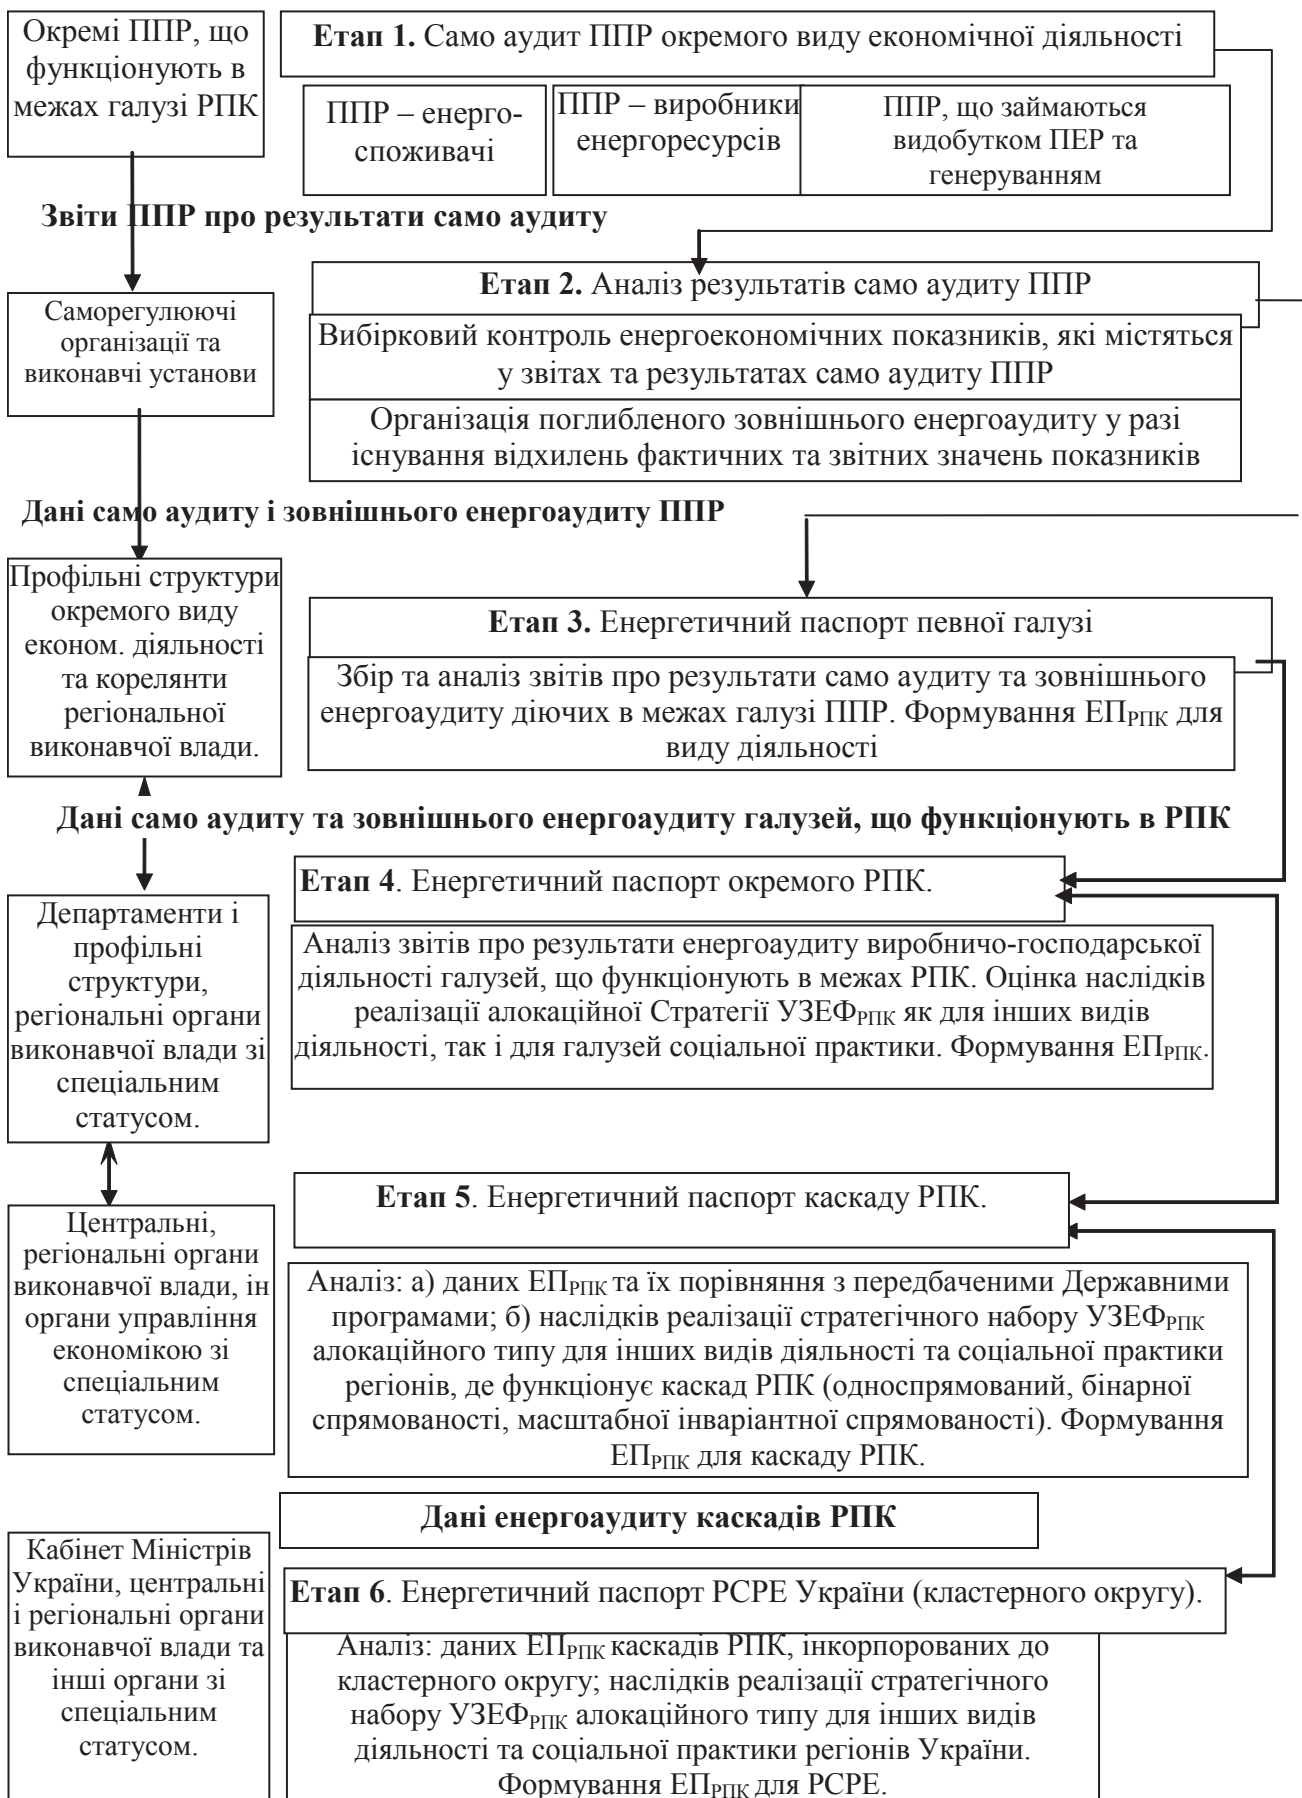 Окремі ППР, що
функціонують в
межах галузі РПК
Етап 1. Само аудит ППР окремого виду економічної діяльності
ППР – енерго-
споживачі
ППР – виробники
енергоресурсів
ППР, що займаються
видобутком ПЕР та
генеруванням
Звіти ППР про результати само аудиту
Саморегулюючі
організації та
виконавчі установи
Етап 2. Аналіз результатів само аудиту ППР
Вибірковий контроль енергоекономічних показників, які містяться
у звітах та результатах само аудиту ППР
Організація поглибленого зовнішнього енергоаудиту у разі
існування відхилень фактичних та звітних значень показників
Дані само аудиту і зовнішнього енергоаудиту ППР
Профільні структури
окремого виду
економ. діяльності
та корелянти
регіональної
виконавчої влади.
Етап 3. Енергетичний паспорт певної галузі
Збір та аналіз звітів про результати само аудиту та зовнішнього
енергоаудиту діючих в межах галузі ППР. Формування ЕПРПК для
виду діяльності
Дані само аудиту та зовнішнього енергоаудиту галузей, що функціонують в РПК
Департаменти і
профільні
структури,
регіональні органи
виконавчої влади зі
спеціальним
статусом.
Етап 4. Енергетичний паспорт окремого РПК.
Аналіз звітів про результати енергоаудиту виробничо-господарської
діяльності галузей, що функціонують в межах РПК. Оцінка наслідків
реалізації алокаційної Стратегії УЗЕФРПК як для інших видів
діяльності, так і для галузей соціальної практики. Формування ЕПРПК.
Центральні,
регіональні органи
виконавчої влади, ін
органи управління
економікою зі
спеціальним
статусом.
Етап 5. Енергетичний паспорт каскаду РПК.
Аналіз: а) даних ЕПРПК та їх порівняння з передбаченими Державними
програмами; б) наслідків реалізації стратегічного набору УЗЕФРПК
алокаційного типу для інших видів діяльності та соціальної практики
регіонів, де функціонує каскад РПК (односпрямований, бінарної
спрямованості, масштабної інваріантної спрямованості). Формування
ЕПРПК для каскаду РПК.
Дані енергоаудиту каскадів РПК
Кабінет Міністрів
України, центральні
і регіональні органи
виконавчої влади та
інші органи зі
спеціальним
статусом.
Етап 6. Енергетичний паспорт РСРЕ України (кластерного округу).
Аналіз: даних ЕПРПК каскадів РПК, інкорпорованих до
кластерного округу; наслідків реалізації стратегічного
набору УЗЕФРПК алокаційного типу для інших видів
діяльності та соціальної практики регіонів України.
Формування ЕПРПК для РСРЕ.